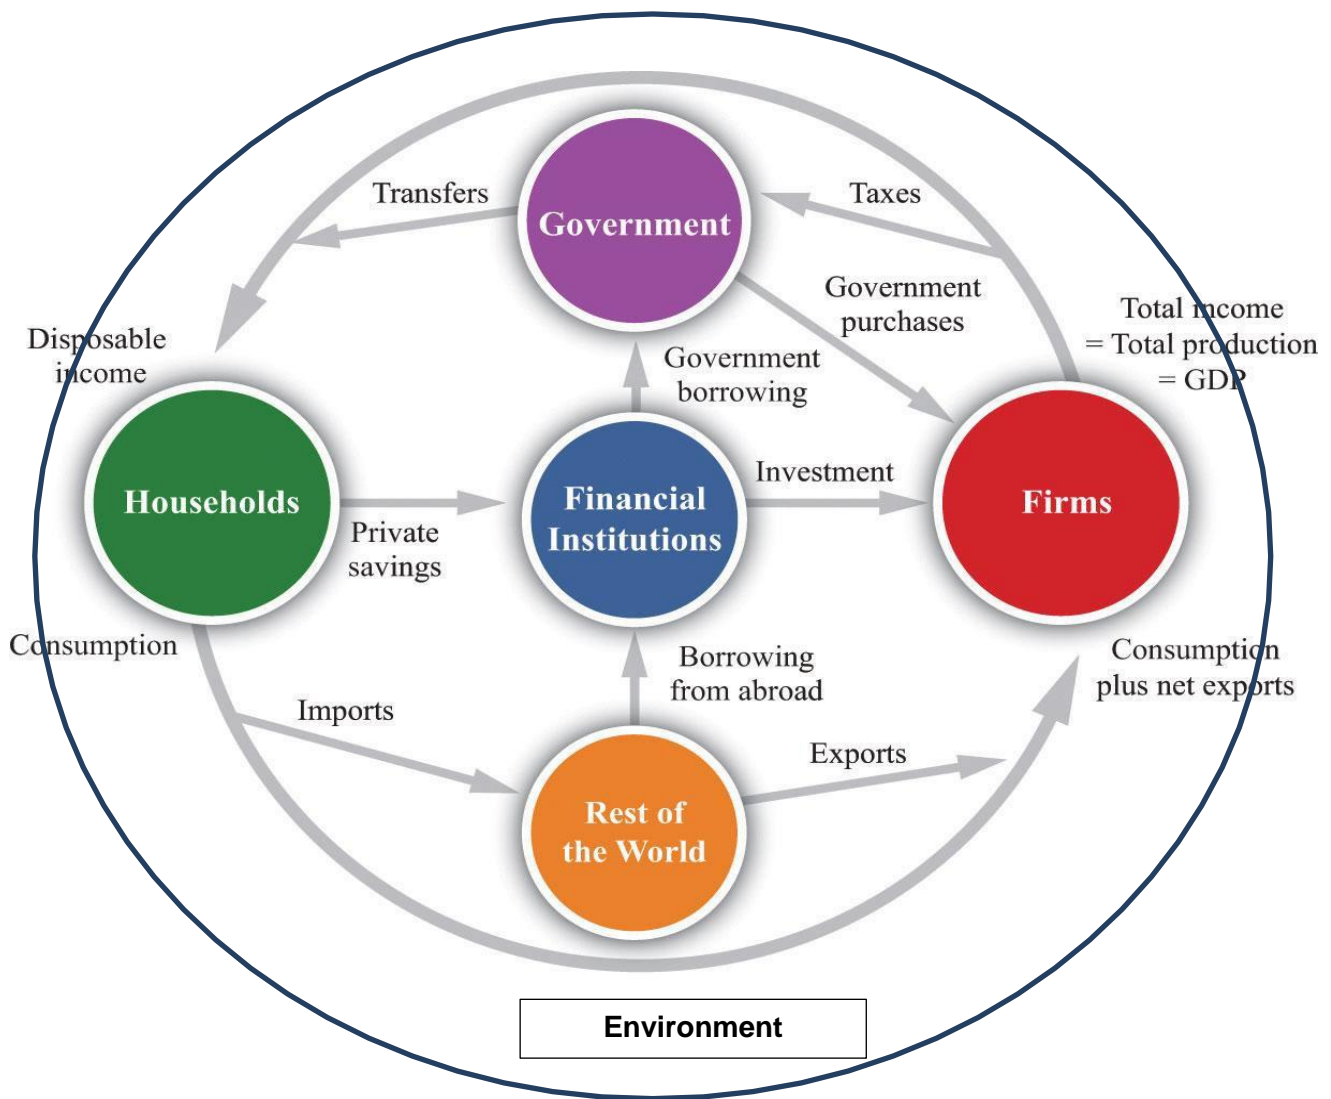 Transfers
Government
Taxes
Government
purchases
Total income
= Total production
= GDP
Disposable
income
Government
borrowing
Households
Private
savings
Financial
Institutions
Investment
Firms
Consumption
Imports
Borrowing
from abroad
Consumption
plus net exports
Exports
Rest of
the World
Environment